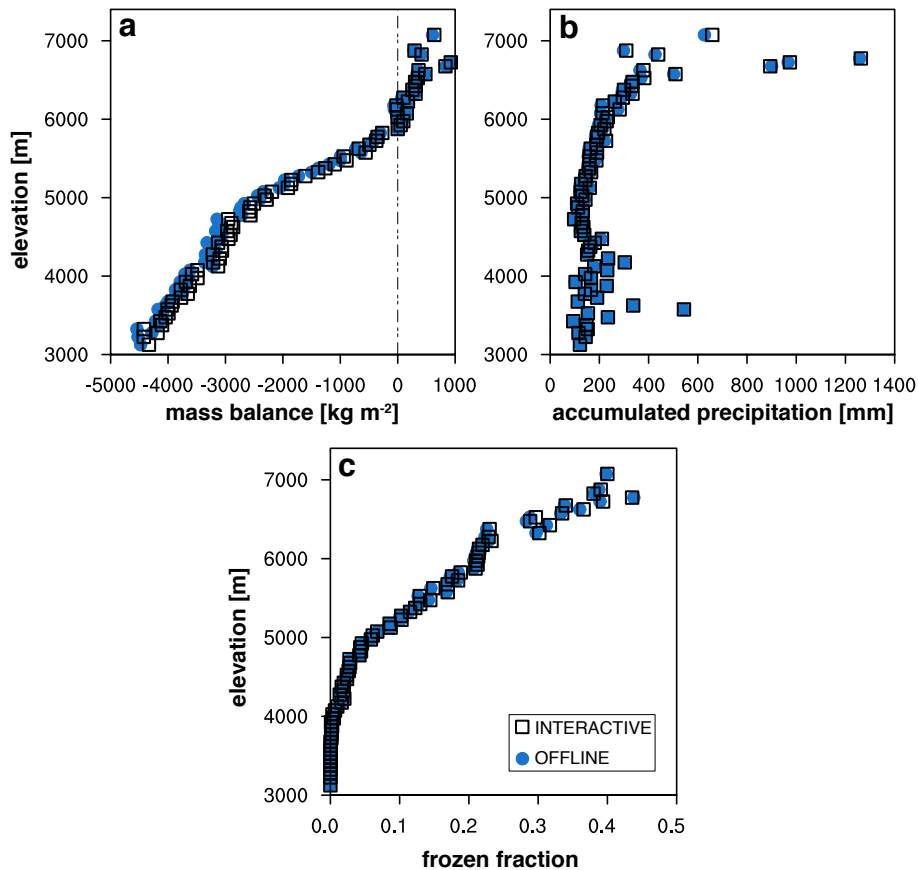 a
7000
6000
5000
4000
3000
elevation [m]
-5000 -4000 -3000 -2000 -1000 0 1000
mass balance [kg m⁻²]
b
7000
6000
5000
4000
3000
0 200 400 600 800 1000 1200 1400
accumulated precipitation [mm]
c
7000
6000
5000
4000
3000
elevation [m]
INTERACTIVE
OFFLINE
0.0 0.1 0.2 0.3 0.4 0.5
frozen fraction